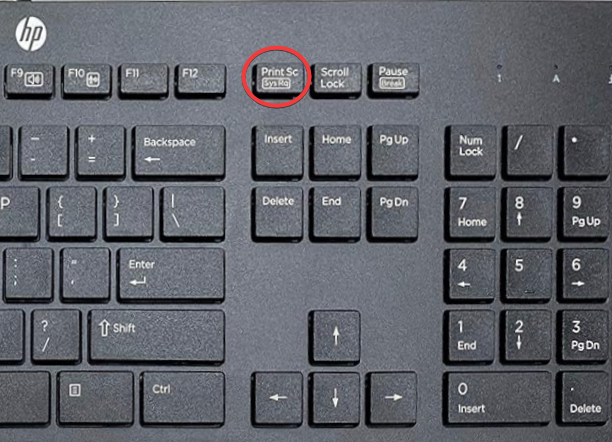 hp
F9 F10 F11 F12 Print Sc Scroll Pause
Sys Rq Lock Break
1 A
- + Backspace Insert Home Pg Up Num / *
- = Lock
P { } | Delete End Pg Dn 7 8 9
[ ] \ Home Pg Up
: " Enter 4 5 6
; '
? Shift 1 2 3
/ End Pg Dn
Ctrl 0 .
Insert Delete